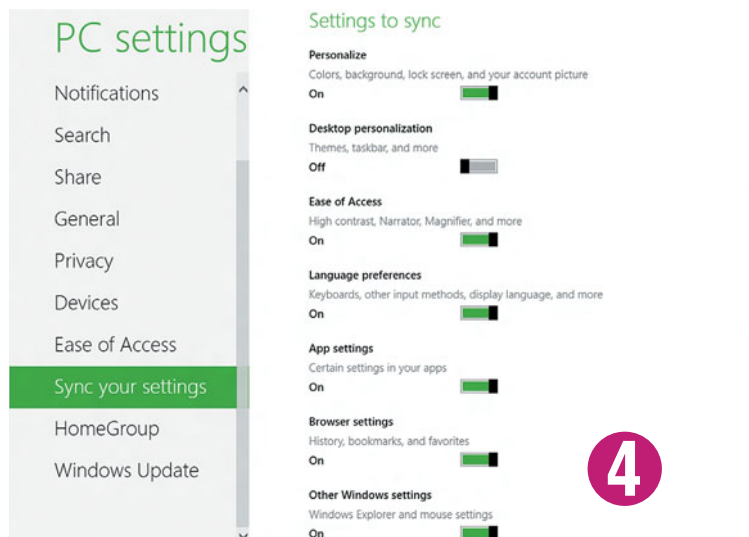 PC settings
Notifications
Search
Share
General
Privacy
Devices
Ease of Access
Sync your settings
HomeGroup
Windows Update
Settings to sync
Personalize
Colors, background, lock screen, and your account picture
On
Desktop personalization
Themes, taskbar, and more
Off
Ease of Access
High contrast, Narrator, Magnifier, and more
On
Language preferences
Keyboards, other input methods, display language, and more
On
App settings
Certain settings in your apps
On
Browser settings
History, bookmarks, and favorites
On
Other Windows settings
Windows Explorer and mouse settings
On
4